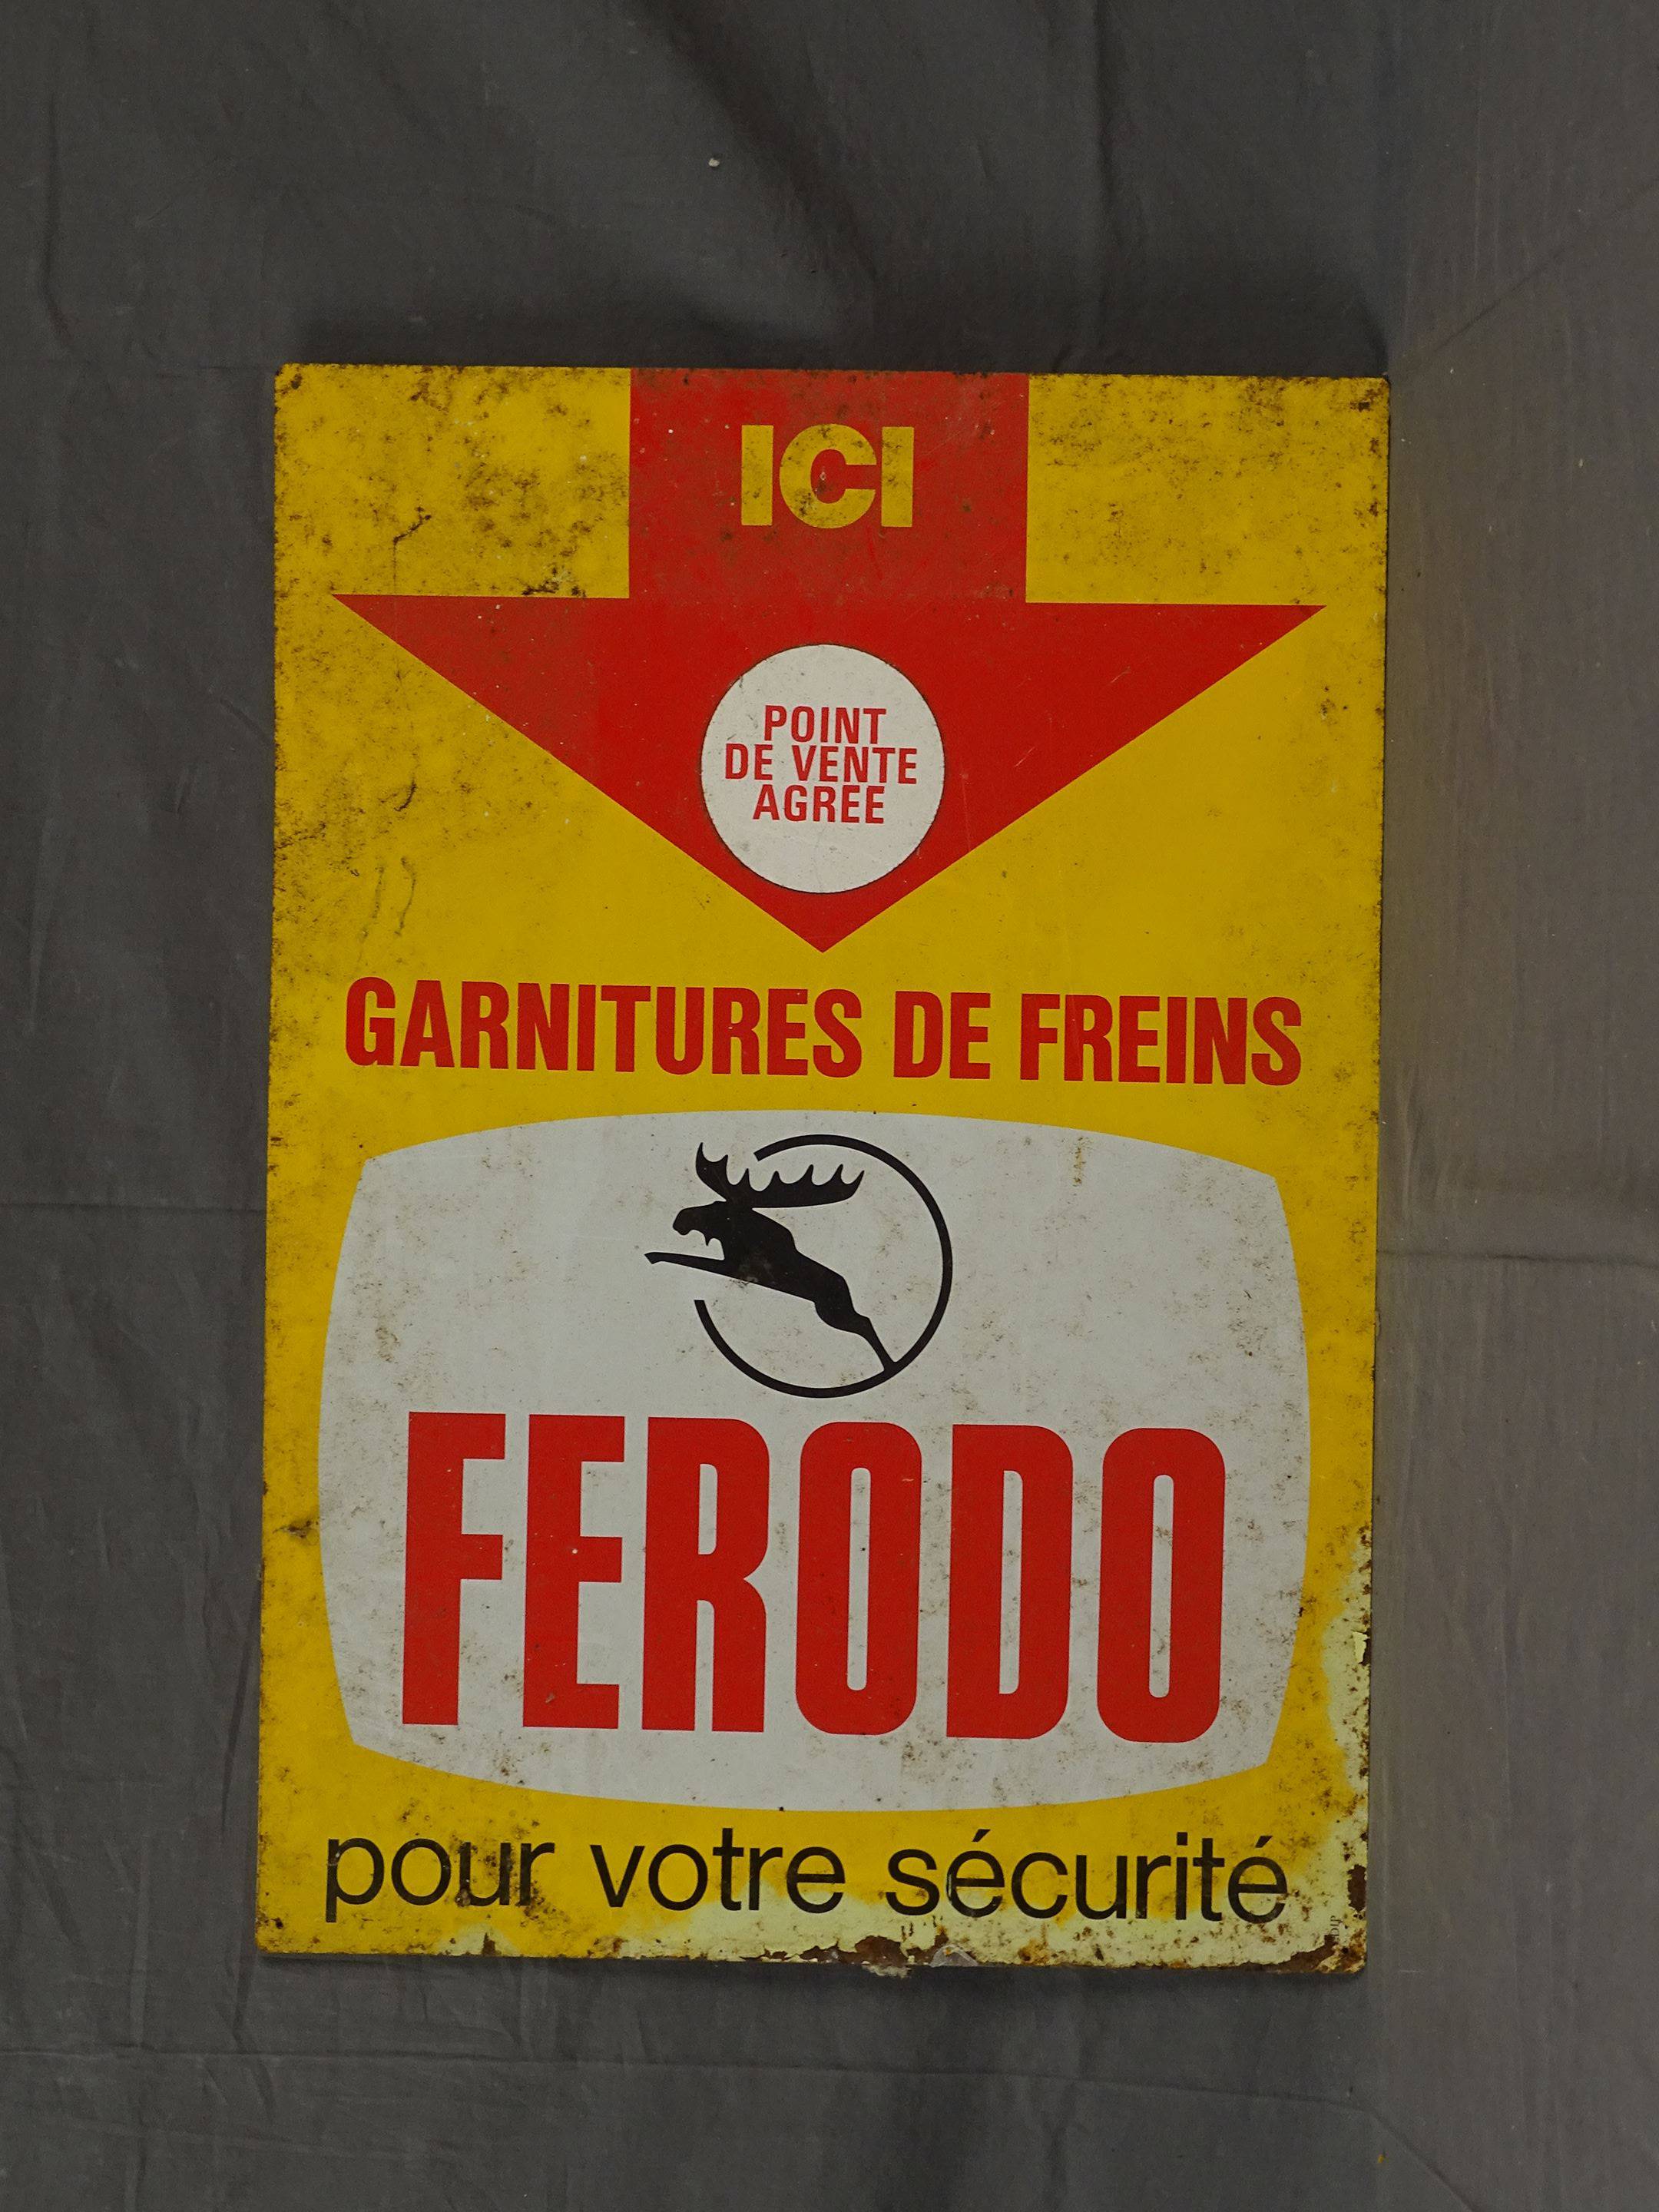 ICI
POINT
DE VENTE
AGREE
GARNITURES DE FREINS
FERODO
pour votre sécurité